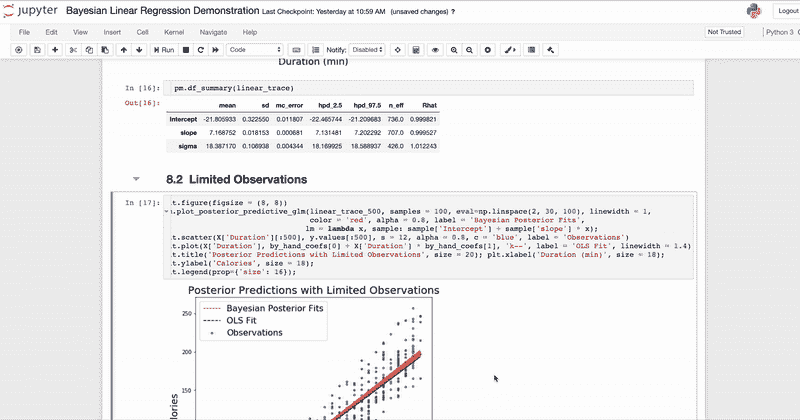 jupyter Bayesian Linear Regression Demonstration Last Checkpoint: Yesterday at 10:59 AM (unsaved changes) ? Logout
File Edit View Insert Cell Kernel Navigate Help Not Trusted Python 3
Run Code Notify: Disabled
Duration (min)
In [16]: pm.df_summary(linear_trace)
Out[16]: mean sd mc_error hpd_2.5 hpd_97.5 n_eff Rhat
Intercept -21.805933 0.322550 0.011807 -22.465744 -21.209683 736.0 0.999821
slope 7.168752 0.018153 0.000681 7.131481 7.202292 707.0 0.999527
sigma 18.387170 0.106938 0.004344 18.169925 18.588937 426.0 1.012243
8.2 Limited Observations
In [17]: t.figure(figsize = (8, 8))
.plot_posterior_predictive_glm(linear_trace_500, samples = 100, eval=np.linspace(2, 30, 100), linewidth = 1,
color = 'red', alpha = 0.8, label = 'Bayesian Posterior Fits',
lm = lambda x, sample: sample['Intercept'] + sample['slope'] * x);
t.scatter(X['Duration'][:500], y.values[:500], s = 12, alpha = 0.8, c = 'blue', label = 'Observations')
t.plot(X['Duration'], by_hand_coefs[0] + X['Duration'] * by_hand_coefs[1], 'k--', label = 'OLS Fit', linewidth = 1.4)
t.title('Posterior Predictions with Limited Observations', size = 20); plt.xlabel('Duration (min)', size = 18);
t.ylabel('Calories', size = 18);
t.legend(prop={'size': 16});
Posterior Predictions with Limited Observations
Bayesian Posterior Fits
OLS Fit
Observations
250
200
150
alories